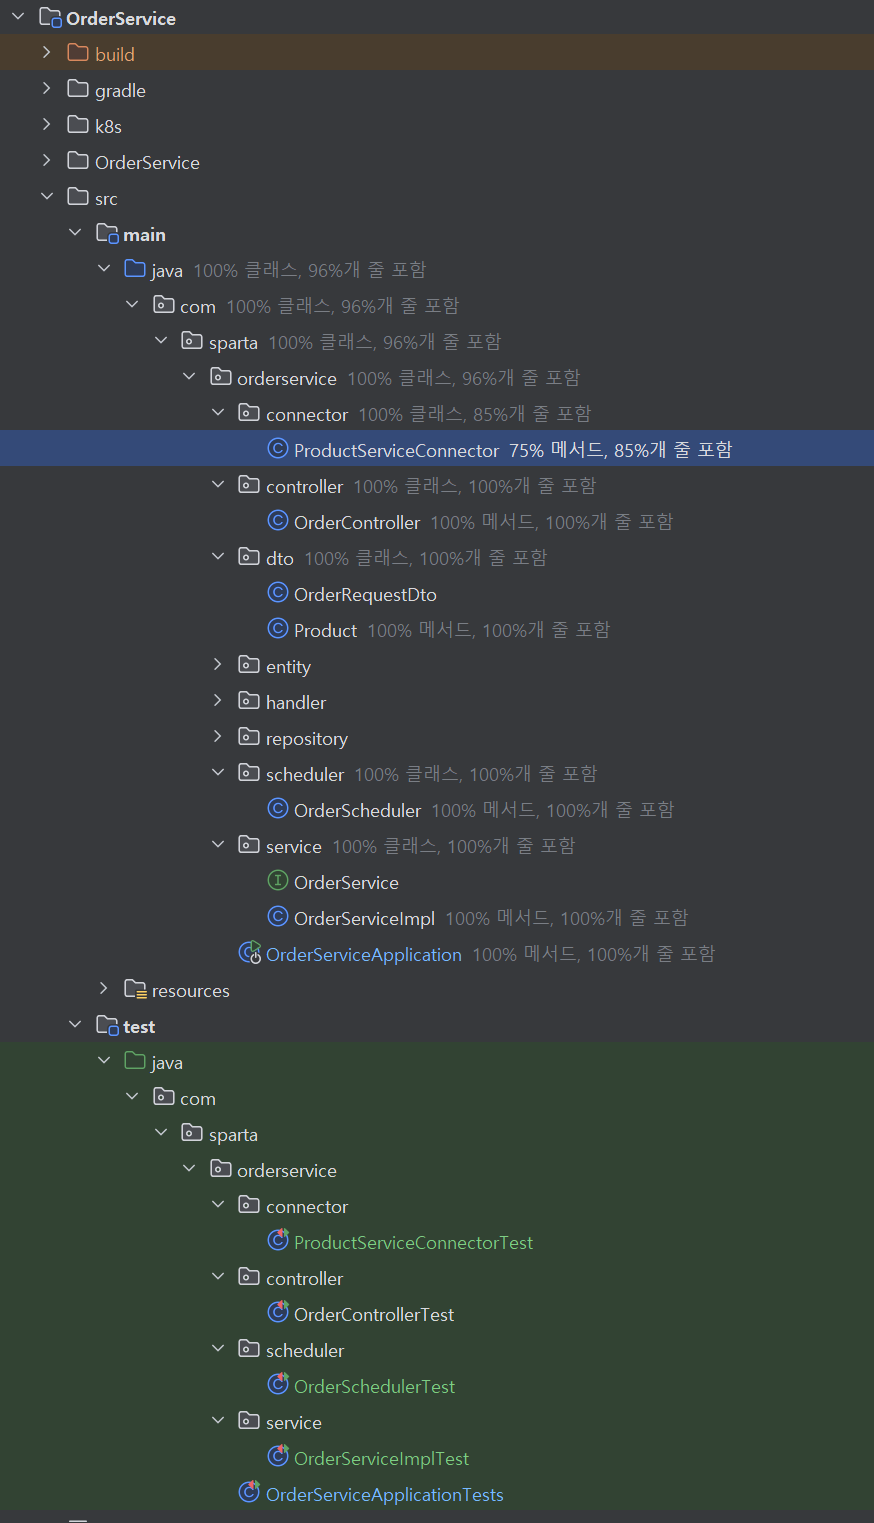 OrderService
build
gradle
k8s
OrderService
src
main
java 100% 클래스, 96%개 줄 포함
com 100% 클래스, 96%개 줄 포함
sparta 100% 클래스, 96%개 줄 포함
orderservice 100% 클래스, 96%개 줄 포함
connector 100% 클래스, 85%개 줄 포함
ProductServiceConnector 75% 메서드, 85%개 줄 포함
controller 100% 클래스, 100%개 줄 포함
OrderController 100% 메서드, 100%개 줄 포함
dto 100% 클래스, 100%개 줄 포함
OrderRequestDto
Product 100% 메서드, 100%개 줄 포함
entity
handler
repository
scheduler 100% 클래스, 100%개 줄 포함
OrderScheduler 100% 메서드, 100%개 줄 포함
service 100% 클래스, 100%개 줄 포함
OrderService
OrderServiceImpl 100% 메서드, 100%개 줄 포함
OrderServiceApplication 100% 메서드, 100%개 줄 포함
resources
test
java
com
sparta
orderservice
connector
ProductServiceConnectorTest
controller
OrderControllerTest
scheduler
OrderSchedulerTest
service
OrderServiceImplTest
OrderServiceApplicationTests